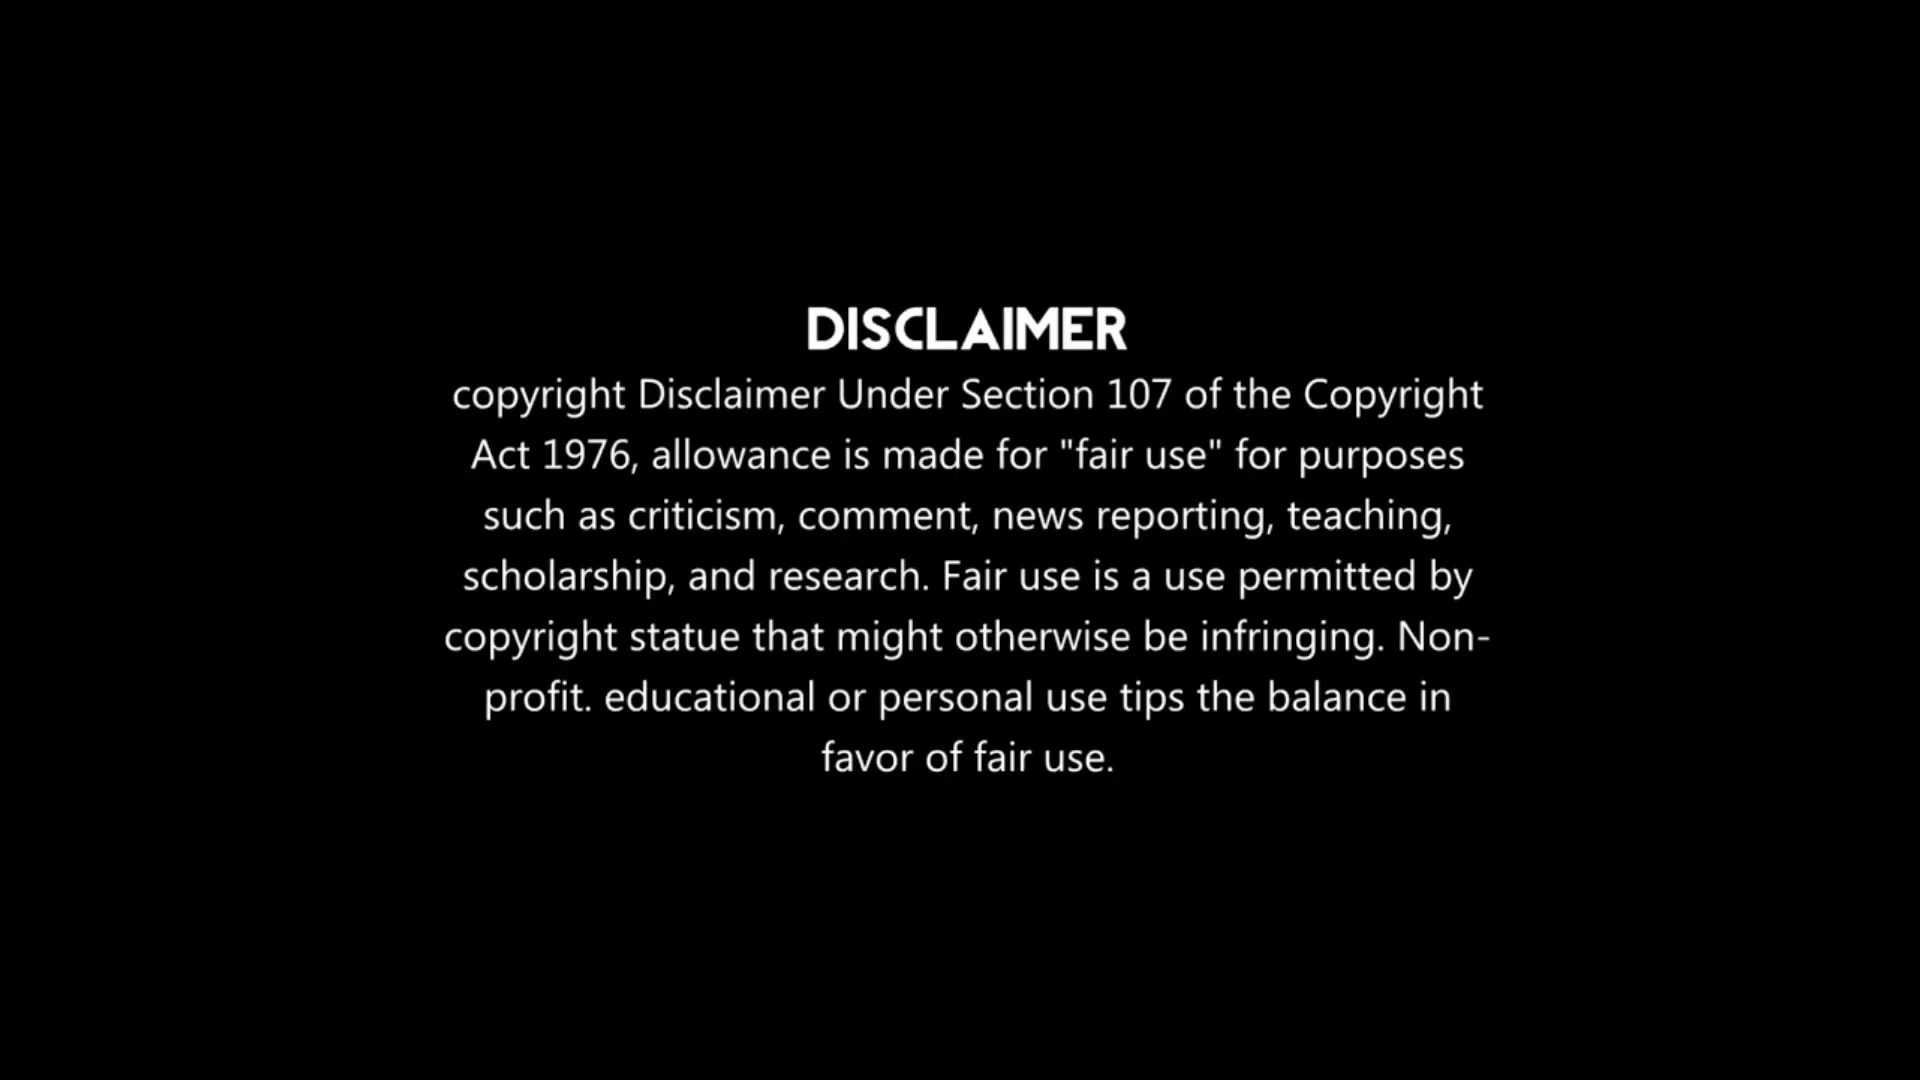 DISCLAIMER
copyright Disclaimer Under Section 107 of the Copyright
Act 1976, allowance is made for "fair use" for purposes
such as criticism, comment, news reporting, teaching,
scholarship, and research. Fair use is a use permitted by
copyright statue that might otherwise be infringing. Non-
profit. educational or personal use tips the balance in
favor of fair use.